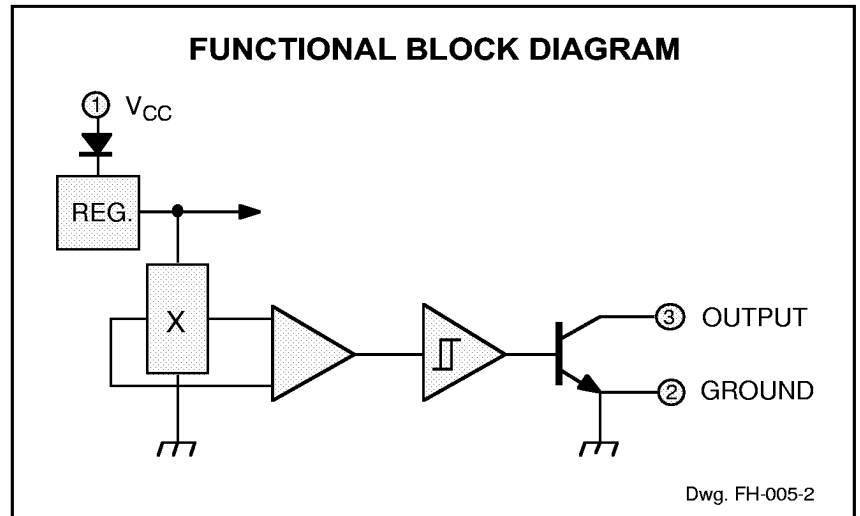 FUNCTIONAL BLOCK DIAGRAM
1 VCC
REG.
X
3 OUTPUT
2 GROUND
Dwg. FH-005-2